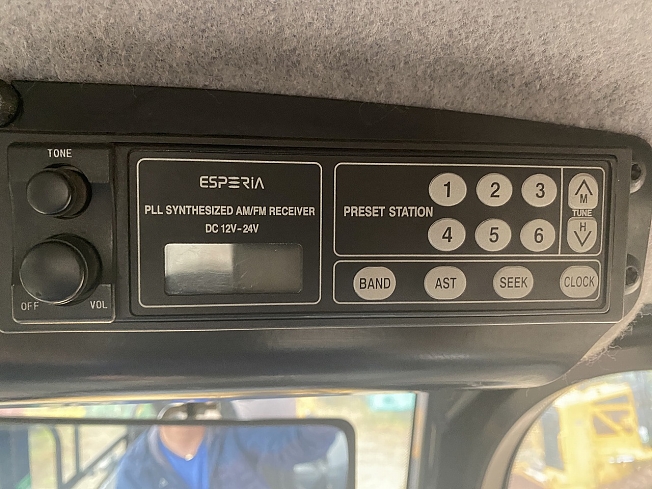 TONE
OFF VOL
ESPERIA
PLL SYNTHESIZED AM/FM RECEIVER
DC 12V-24V
PRESET STATION
1 2 3
4 5 6
M
TUNE
H
BAND AST SEEK CLOCK